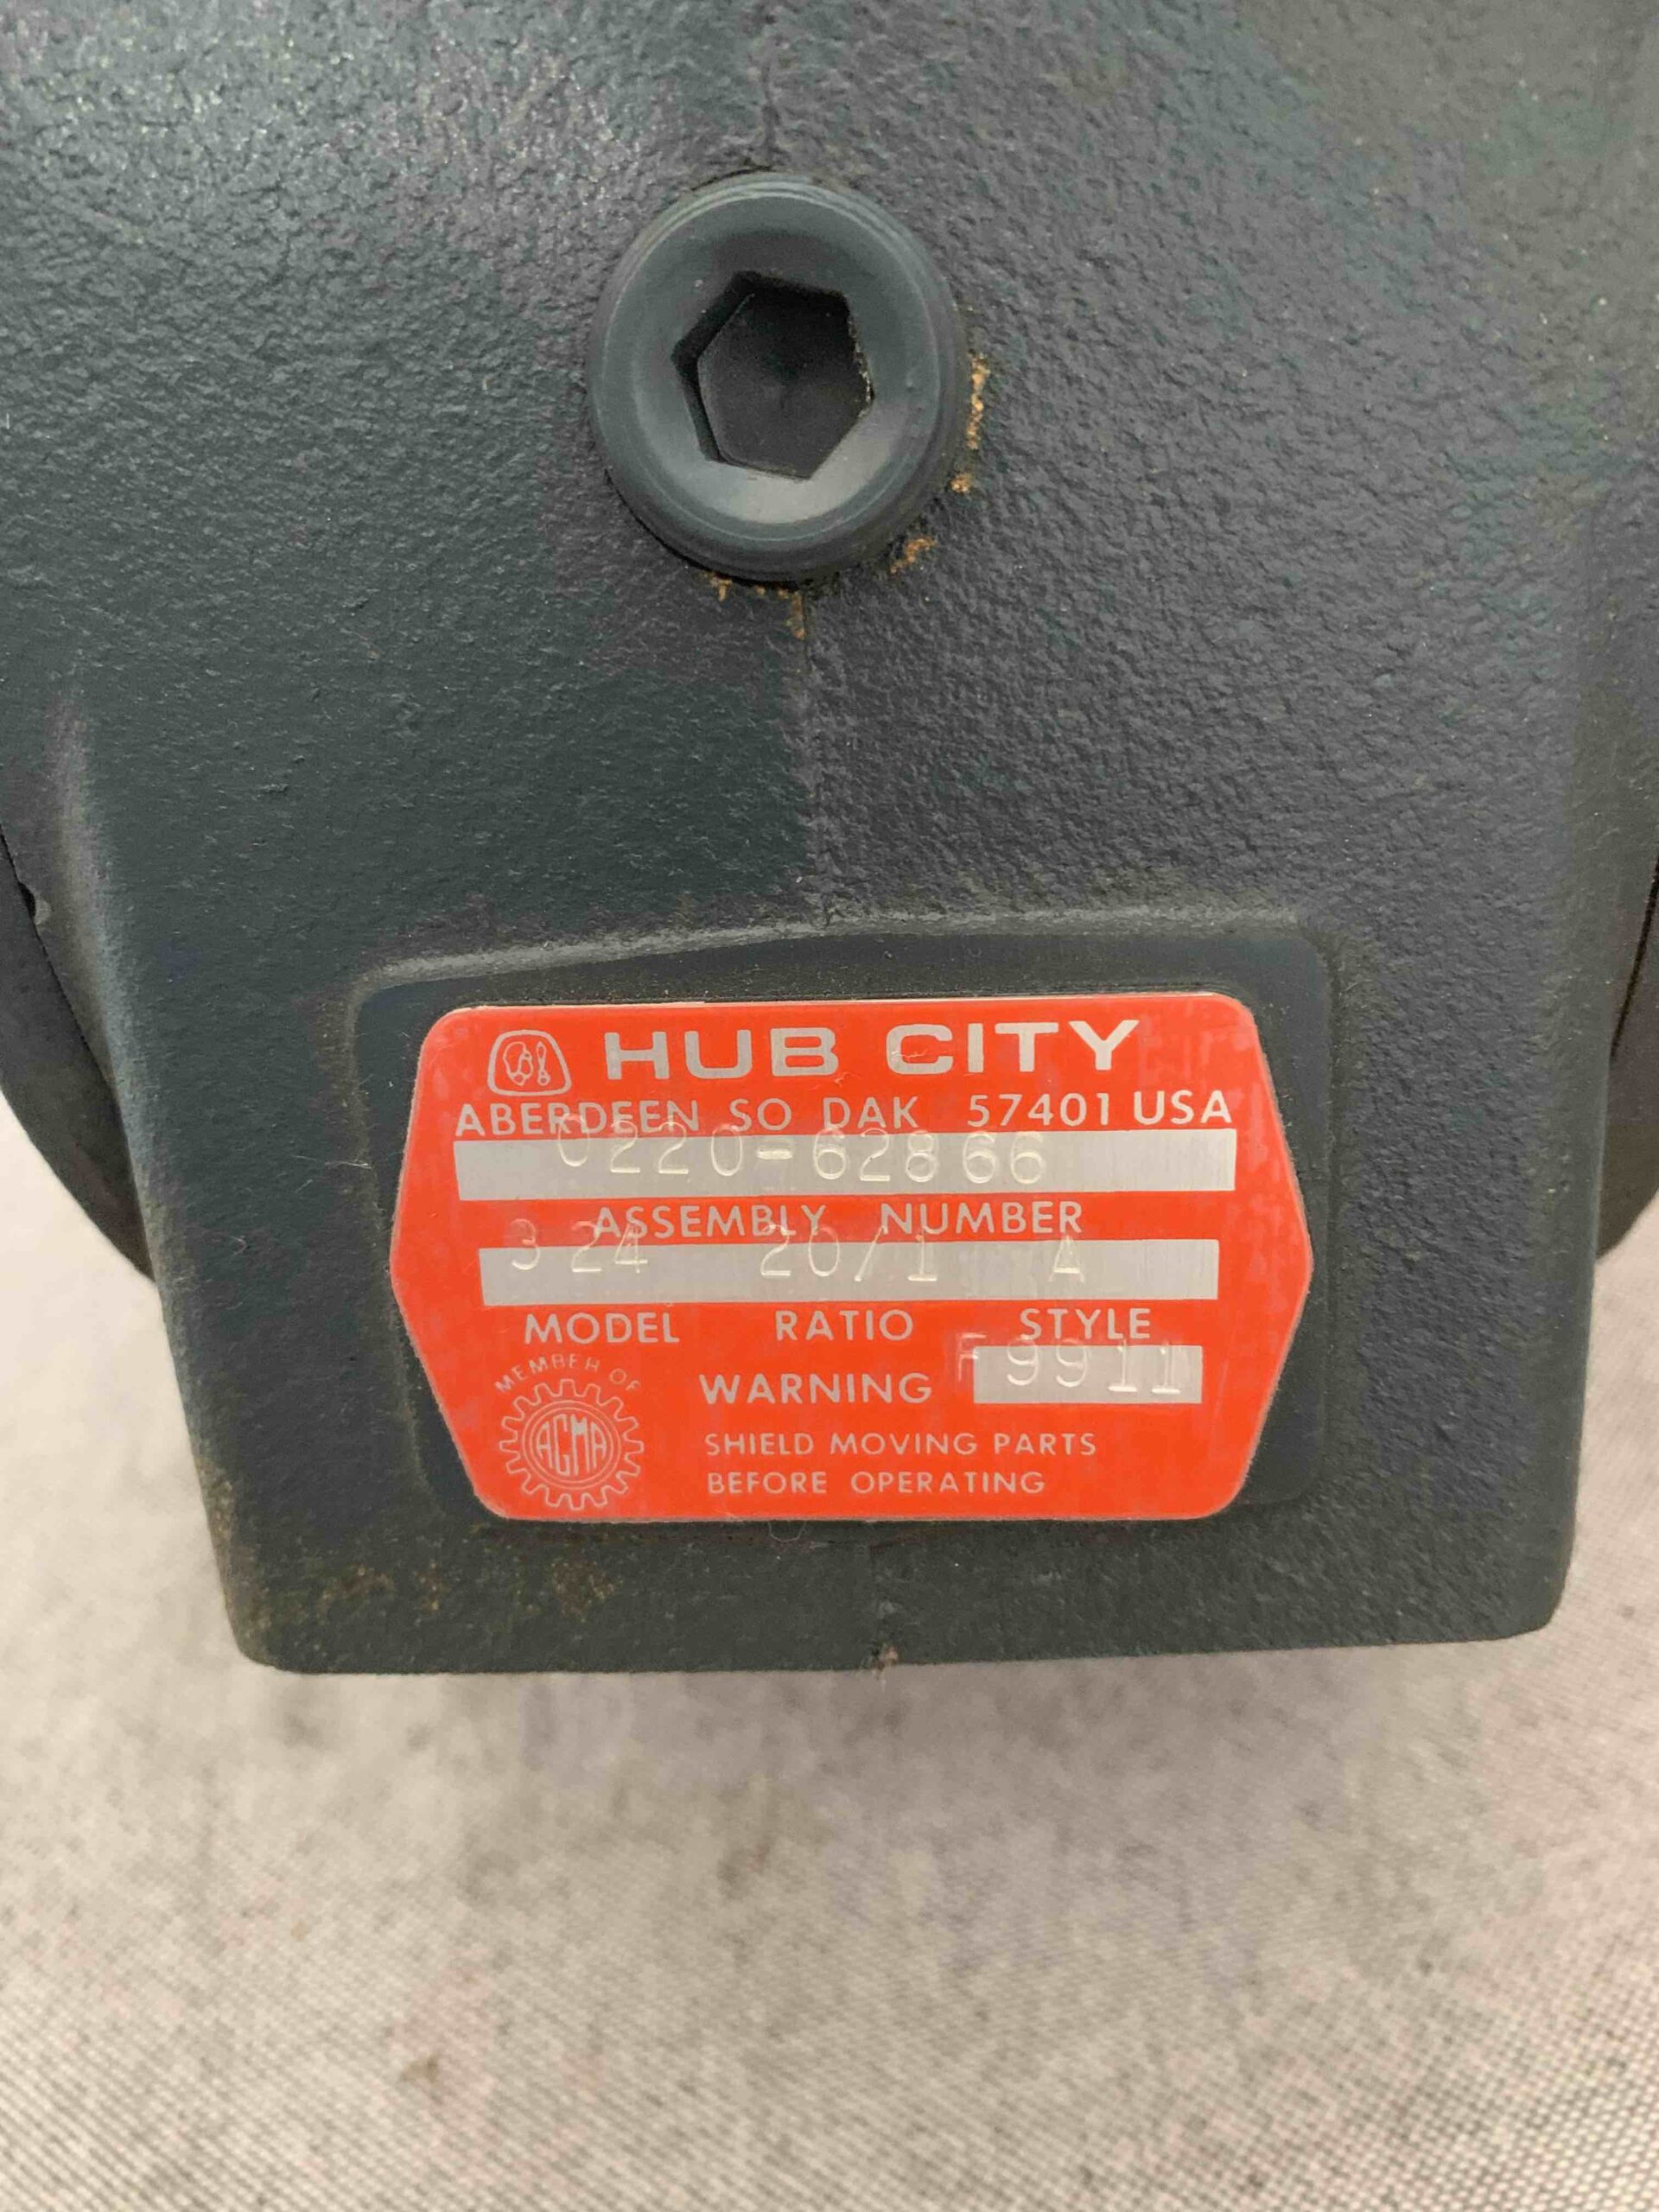 HUB CITY
ABERDEEN SO DAK 57401 USA
0220-62866
ASSEMBLY NUMBER
324 20/1 A
MODEL RATIO STYLE
F9911
MEMBER OF
AGMA
WARNING
SHIELD MOVING PARTS
BEFORE OPERATING